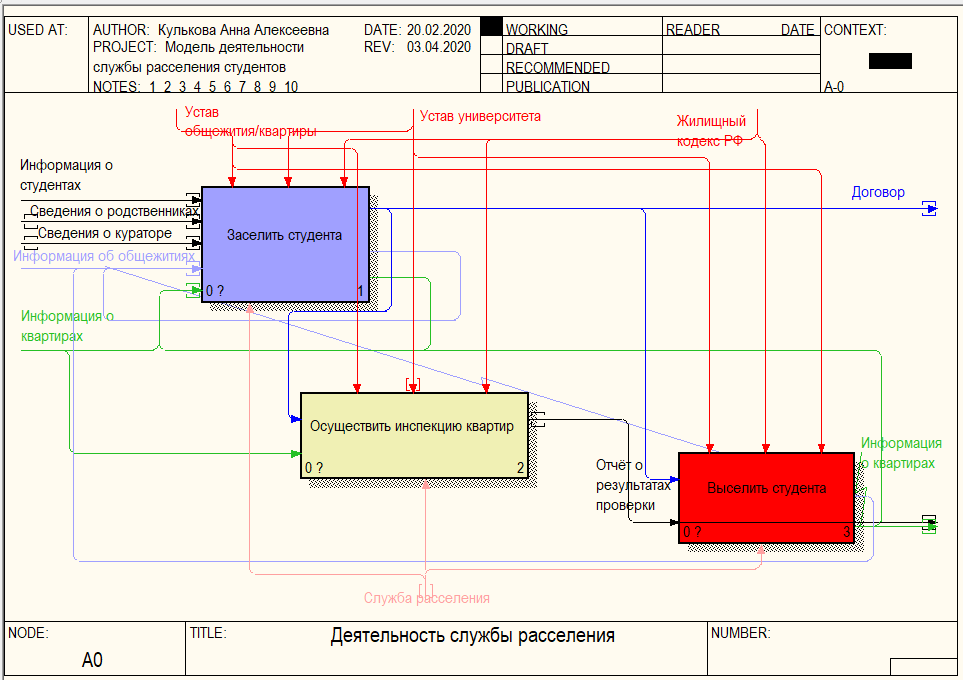 USED AT:
AUTHOR: Кулькова Анна Алексеевна
DATE: 20.02.2020
PROJECT: Модель деятельности
службы расселения студентов
REV: 03.04.2020
NOTES: 1 2 3 4 5 6 7 8 9 10
WORKING
DRAFT
RECOMMENDED
PUBLICATION
READER
DATE
CONTEXT:
A-0
Устав
общежития/квартиры
Устав университета
Жилищный
кодекс РФ
Информация о
студентах
Сведения о родственниках
Сведения о кураторе
Информация об общежитиях
Информация о
квартирах
Заселить студента
0 ?
1
Договор
Осуществить инспекцию квартир
0 ?
2
Отчёт о
результатах
проверки
Выселить студента
0 ?
3
Информация
о квартирах
Служба расселения
NODE:
A0
TITLE:
Деятельность службы расселения
NUMBER: